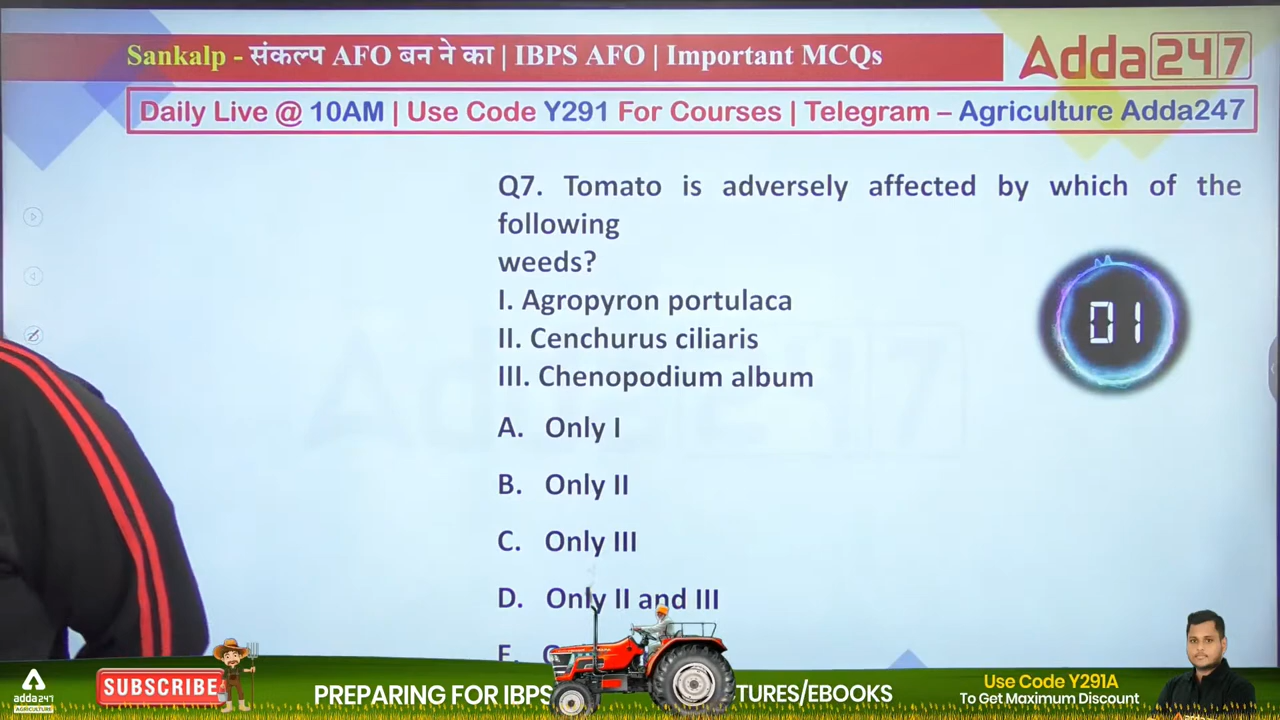 Sankalp - संकल्प AFO बन ने का | IBPS AFO | Important MCQs
Adda247
Daily Live @ 10AM | Use Code Y291 For Courses | Telegram – Agriculture Adda247
Q7. Tomato is adversely affected by which of the
following
weeds?
I. Agropyron portulaca
II. Cenchurus ciliaris
III. Chenopodium album
01
A. Only I
B. Only II
C. Only III
D. Only II and III
E.
adda247
AGRICULTURE
SUBSCRIBE
PREPARING FOR IBPS
TURES/EBOOKS
Use Code Y291A
To Get Maximum Discount